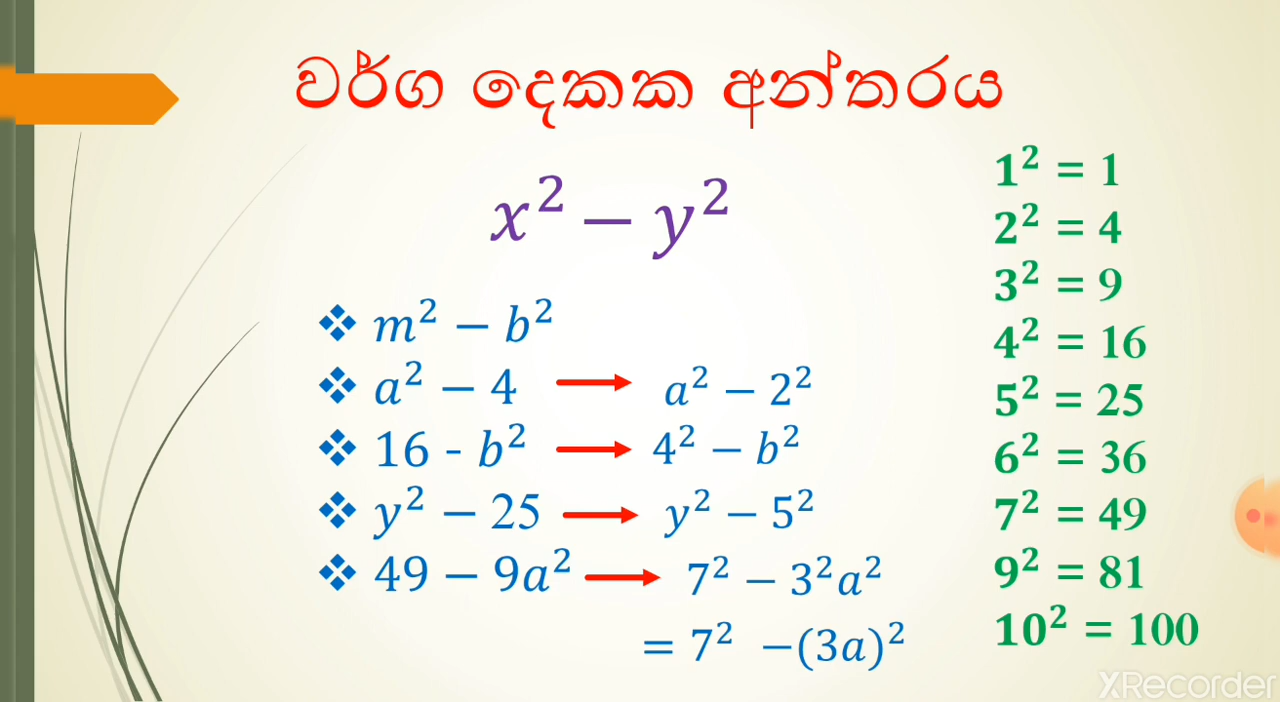 වර්ග දෙකක අන්තරය
x² − y²
❖ m² − b²
❖ a² − 4 → a² − 2²
❖ 16 - b² → 4² − b²
❖ y² − 25 → y² − 5²
❖ 49 − 9a² → 7² − 3²a²
= 7² −(3a)²
1² = 1
2² = 4
3² = 9
4² = 16
5² = 25
6² = 36
7² = 49
9² = 81
10² = 100
XRecorder